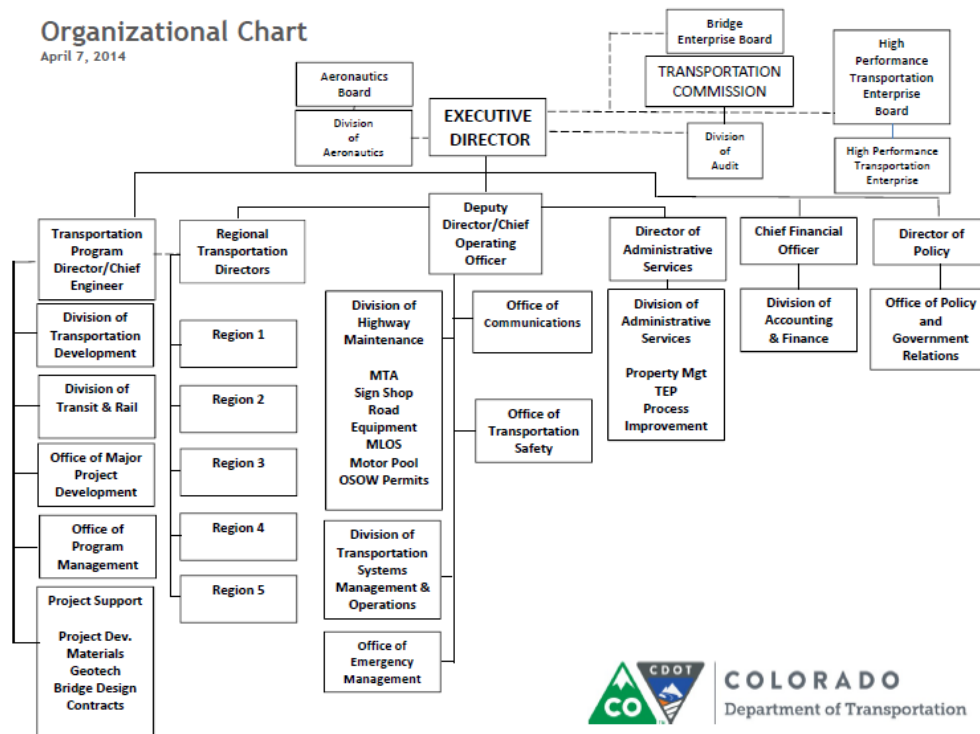 Organizational Chart
April 7, 2014
Bridge
Enterprise Board
High
Performance
Transportation
Enterprise
Board
Aeronautics
Board
TRANSPORTATION
COMMISSION
EXECUTIVE
DIRECTOR
Division
of
Aeronautics
Division
of
Audit
High Performance
Transportation
Enterprise
Transportation
Program
Director/Chief
Engineer
Regional
Transportation
Directors
Deputy
Director/Chief
Operating
Officer
Director of
Administrative
Services
Chief Financial
Officer
Director of
Policy
Division of
Transportation
Development
Division of
Transit & Rail
Office of Major
Project
Development
Office of
Program
Management
Project Support
Project Dev.
Materials
Geotech
Bridge Design
Contracts
Region 1
Region 2
Region 3
Region 4
Region 5
Division of
Highway
Maintenance
MTA
Sign Shop
Road
Equipment
MLOS
Motor Pool
OSOW Permits
Division of
Transportation
Systems
Management &
Operations
Office of
Emergency
Management
Office of
Communications
Office of
Transportation
Safety
Division of
Administrative
Services
Property Mgt
TEP
Process
Improvement
Division of
Accounting
& Finance
Office of Policy
and
Government
Relations
CO
CDOT
TM
COLORADO
Department of Transportation